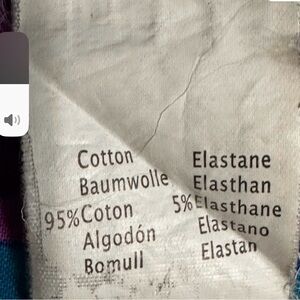 Cotton Elastane
Baumwolle Elasthan
95% Coton 5% Elasthane
Algodón Elastano
Bomull Elastan